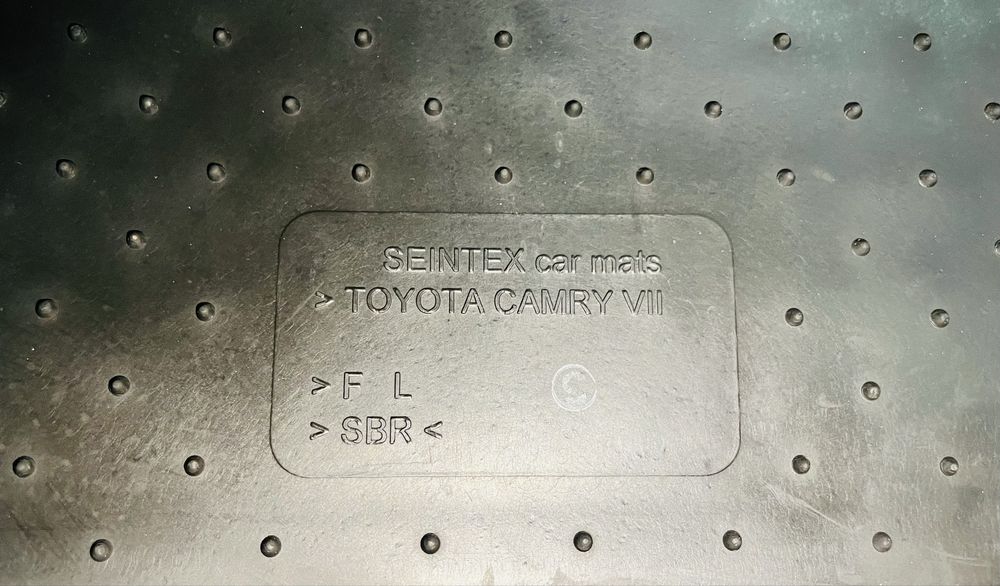 SEINTEX car mats
> TOYOTA CAMRY VII
> F L
C
> SBR <